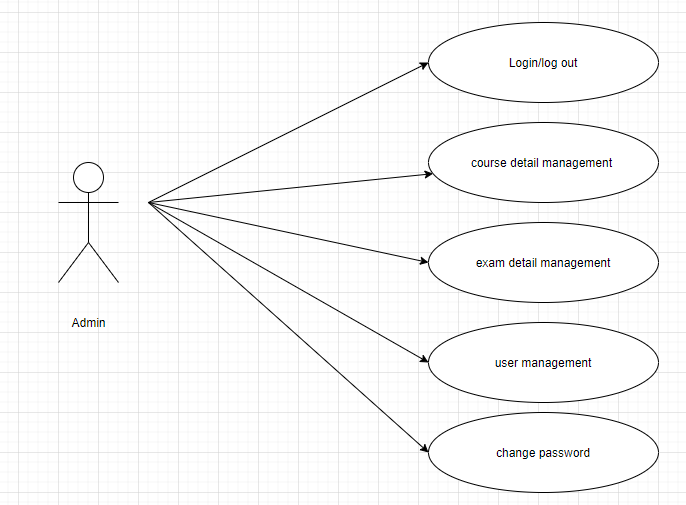 Login/log out
course detail management
exam detail management
Admin
user management
change password